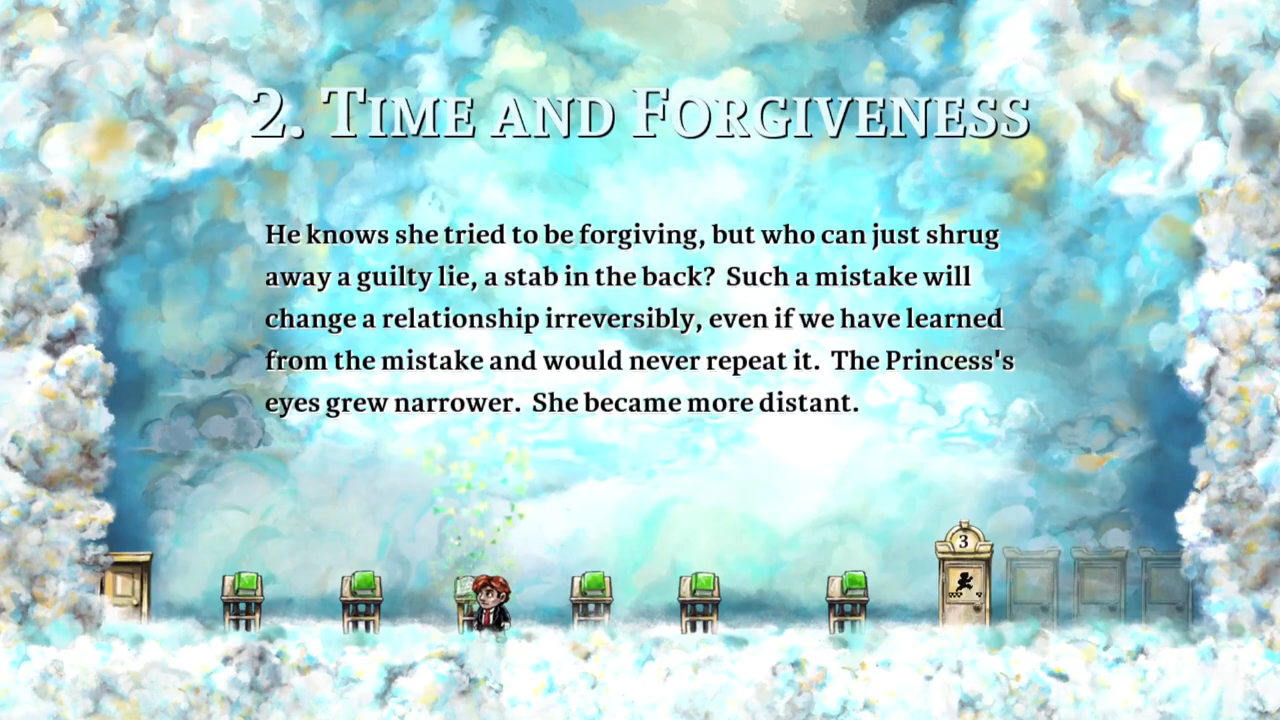 2. Time and Forgiveness
He knows she tried to be forgiving, but who can just shrug
away a guilty lie, a stab in the back?  Such a mistake will
change a relationship irreversibly, even if we have learned
from the mistake and would never repeat it.  The Princess's
eyes grew narrower.  She became more distant.
3